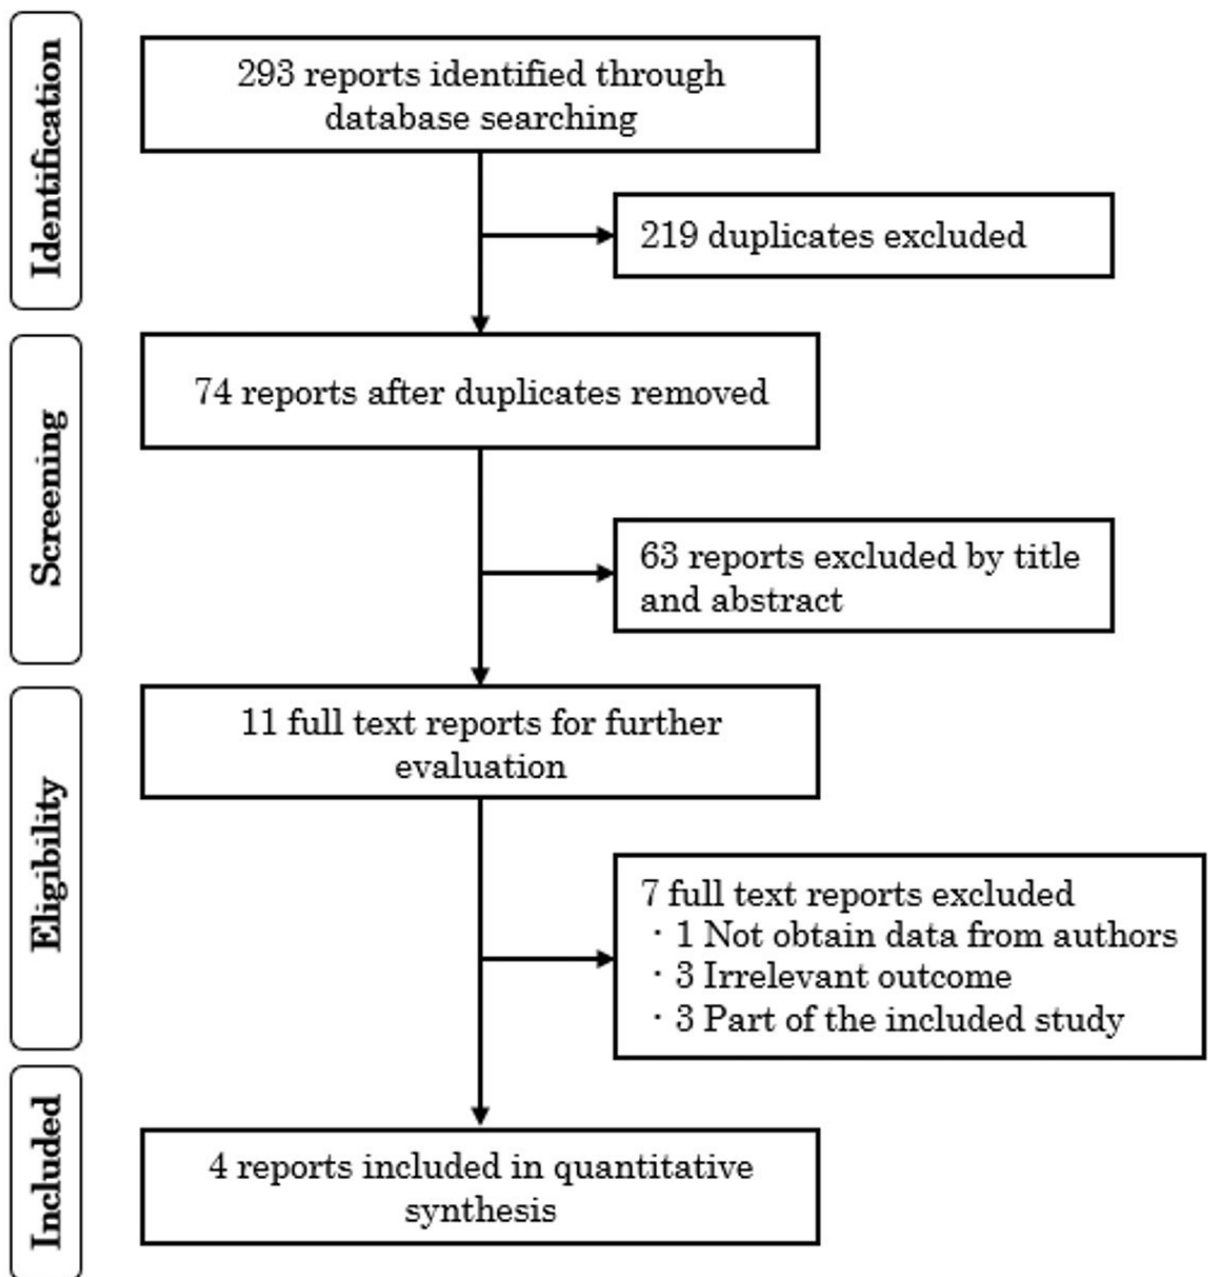 Identification
293 reports identified through
database searching
219 duplicates excluded
Screening
74 reports after duplicates removed
63 reports excluded by title
and abstract
Eligibility
11 full text reports for further
evaluation
7 full text reports excluded
・1 Not obtain data from authors
・3 Irrelevant outcome
・3 Part of the included study
Included
4 reports included in quantitative
synthesis